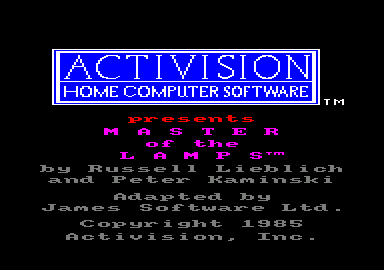 ACTIVISION
HOME COMPUTER SOFTWARE
TM
presents
M A S T E R
of the
L A M P S™
by Russell Lieblich
and Peter Kaminski
Adapted by
James Software Ltd.
Copyright 1985
Activision, Inc.